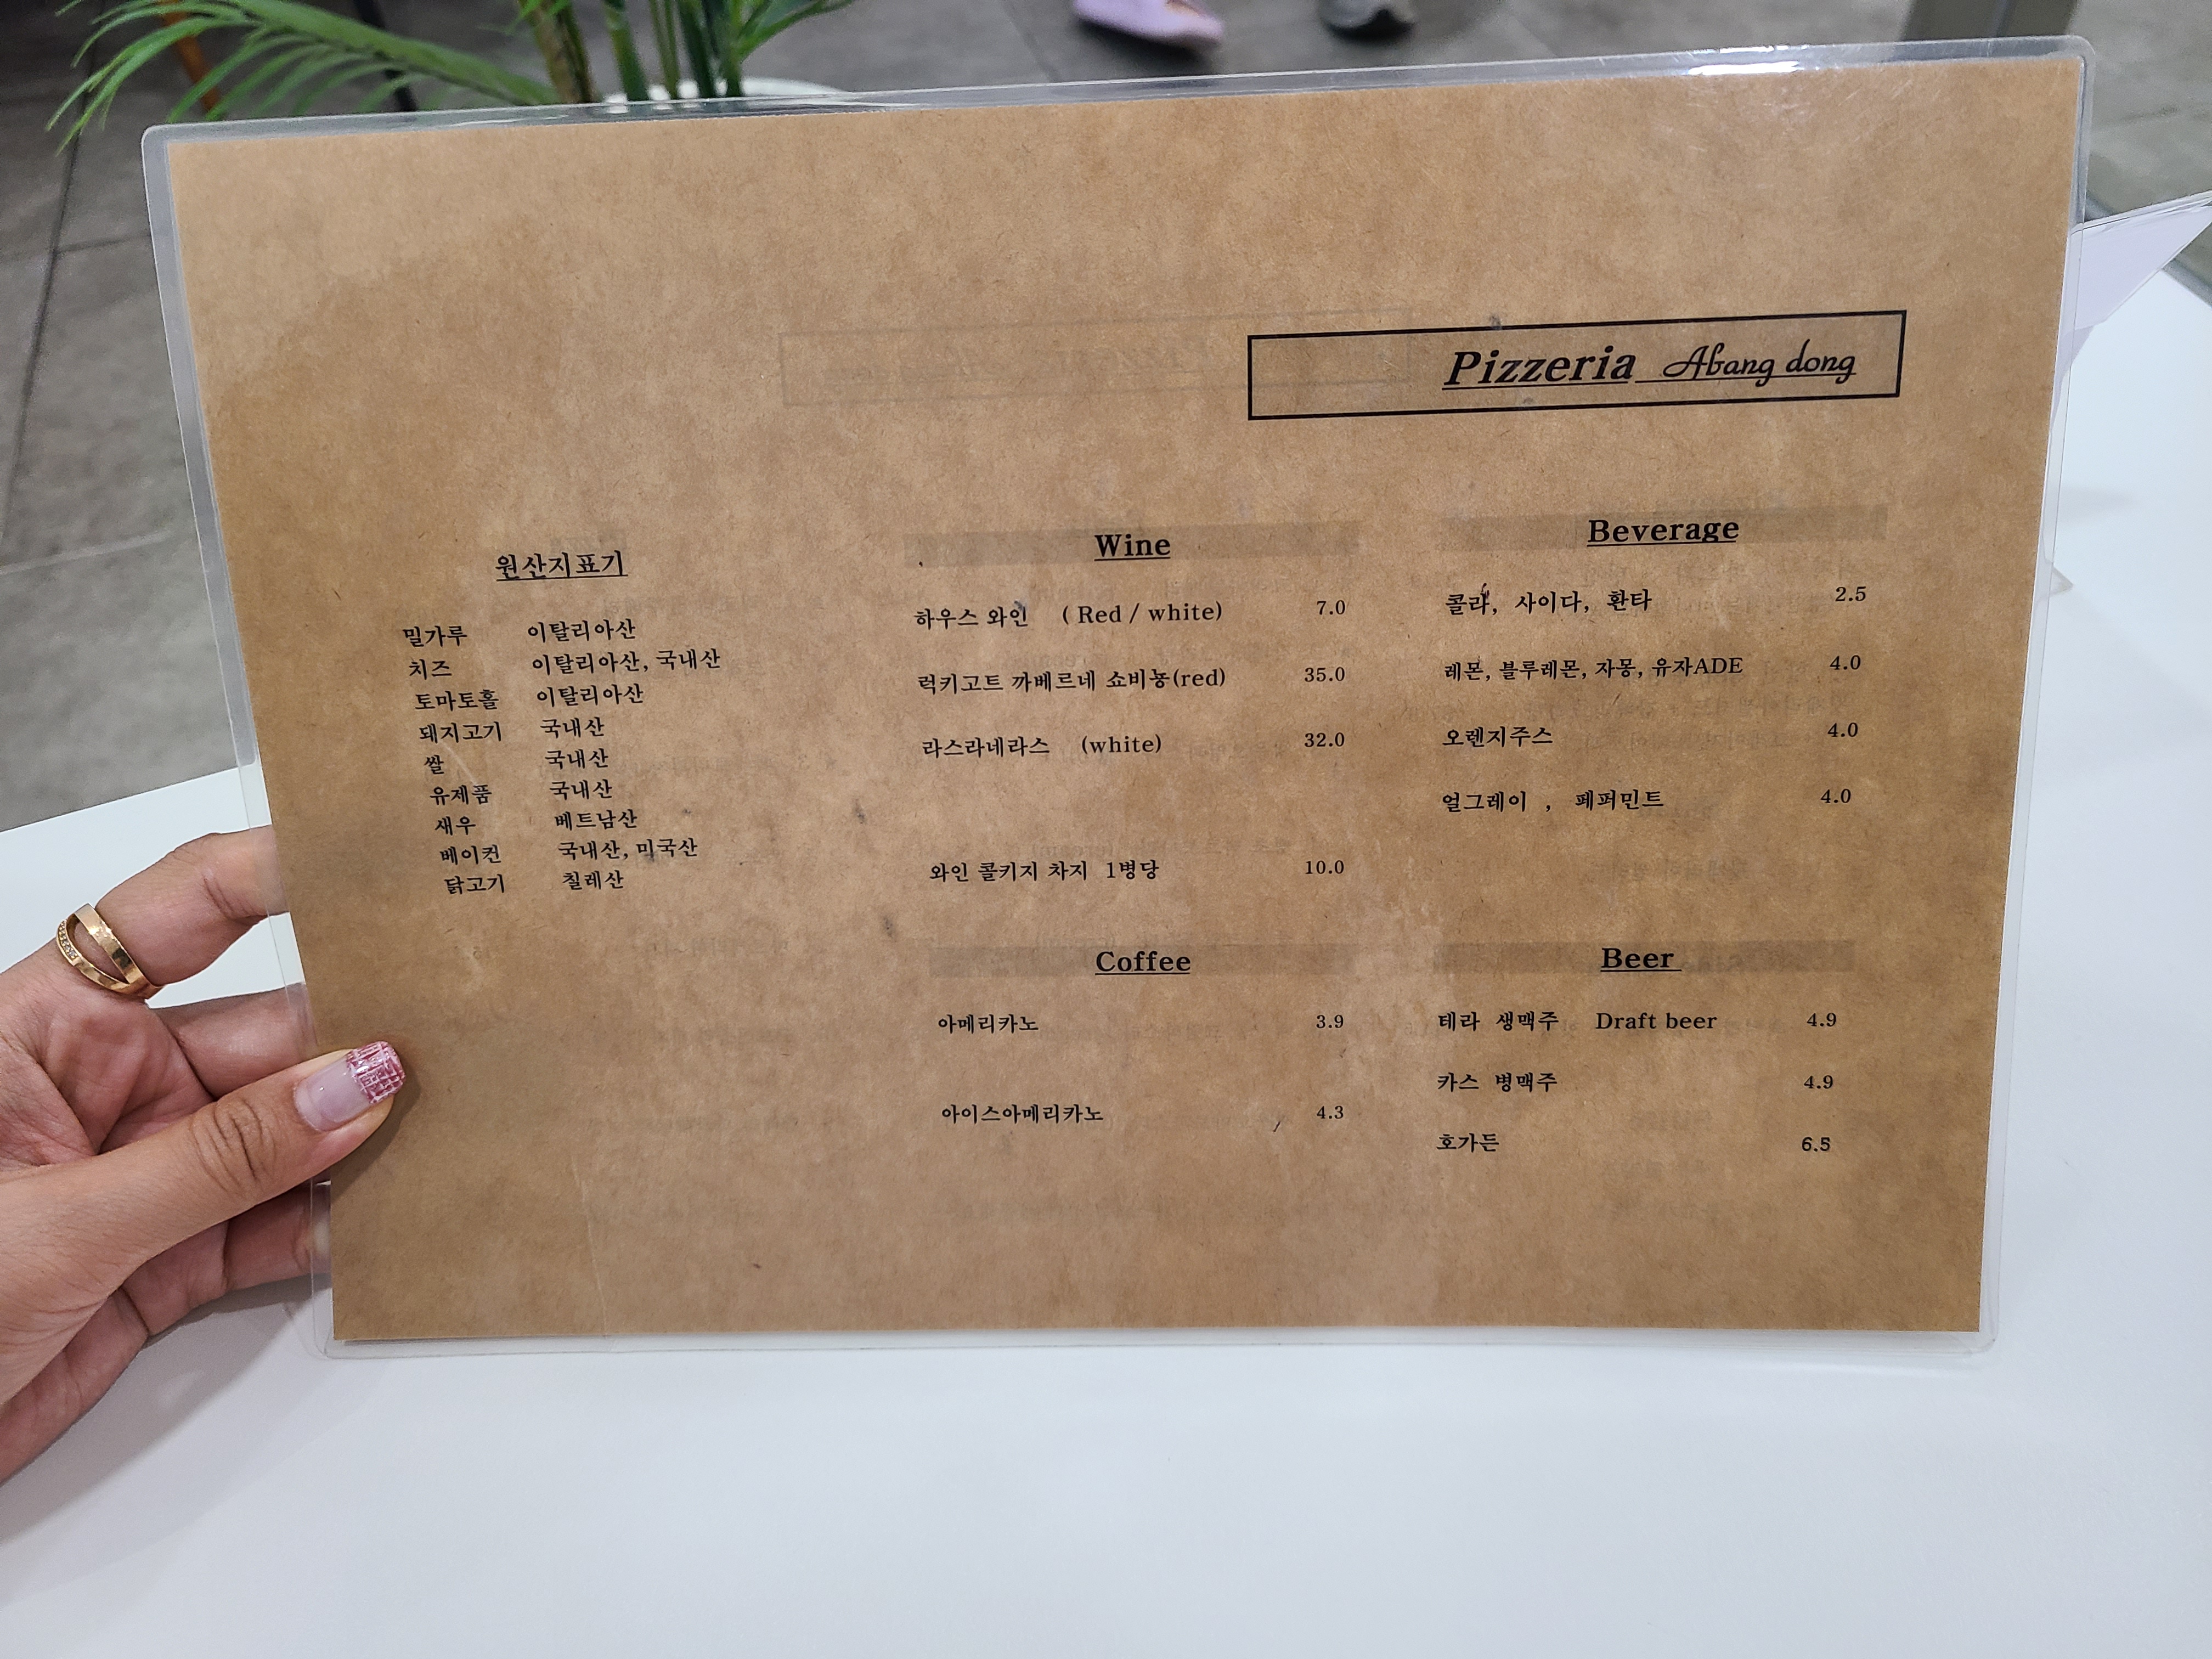 Pizzeria Abang dong
원산지표기
밀가루 이탈리아산
치즈 이탈리아산, 국내산
토마토홀 이탈리아산
돼지고기 국내산
쌀 국내산
유제품 국내산
새우 베트남산
베이컨 국내산, 미국산
닭고기 칠레산
Wine
하우스 와인 ( Red / white) 7.0
럭키고트 까베르네 쇼비뇽(red) 35.0
라스라네라스 (white) 32.0
와인 콜키지 차지 1병당 10.0
Coffee
아메리카노 3.9
아이스아메리카노 4.3
Beverage
콜라, 사이다, 환타 2.5
레몬, 블루레몬, 자몽, 유자ADE 4.0
오렌지주스 4.0
얼그레이 , 페퍼민트 4.0
Beer
테라 생맥주 Draft beer 4.9
카스 병맥주 4.9
호가든 6.5